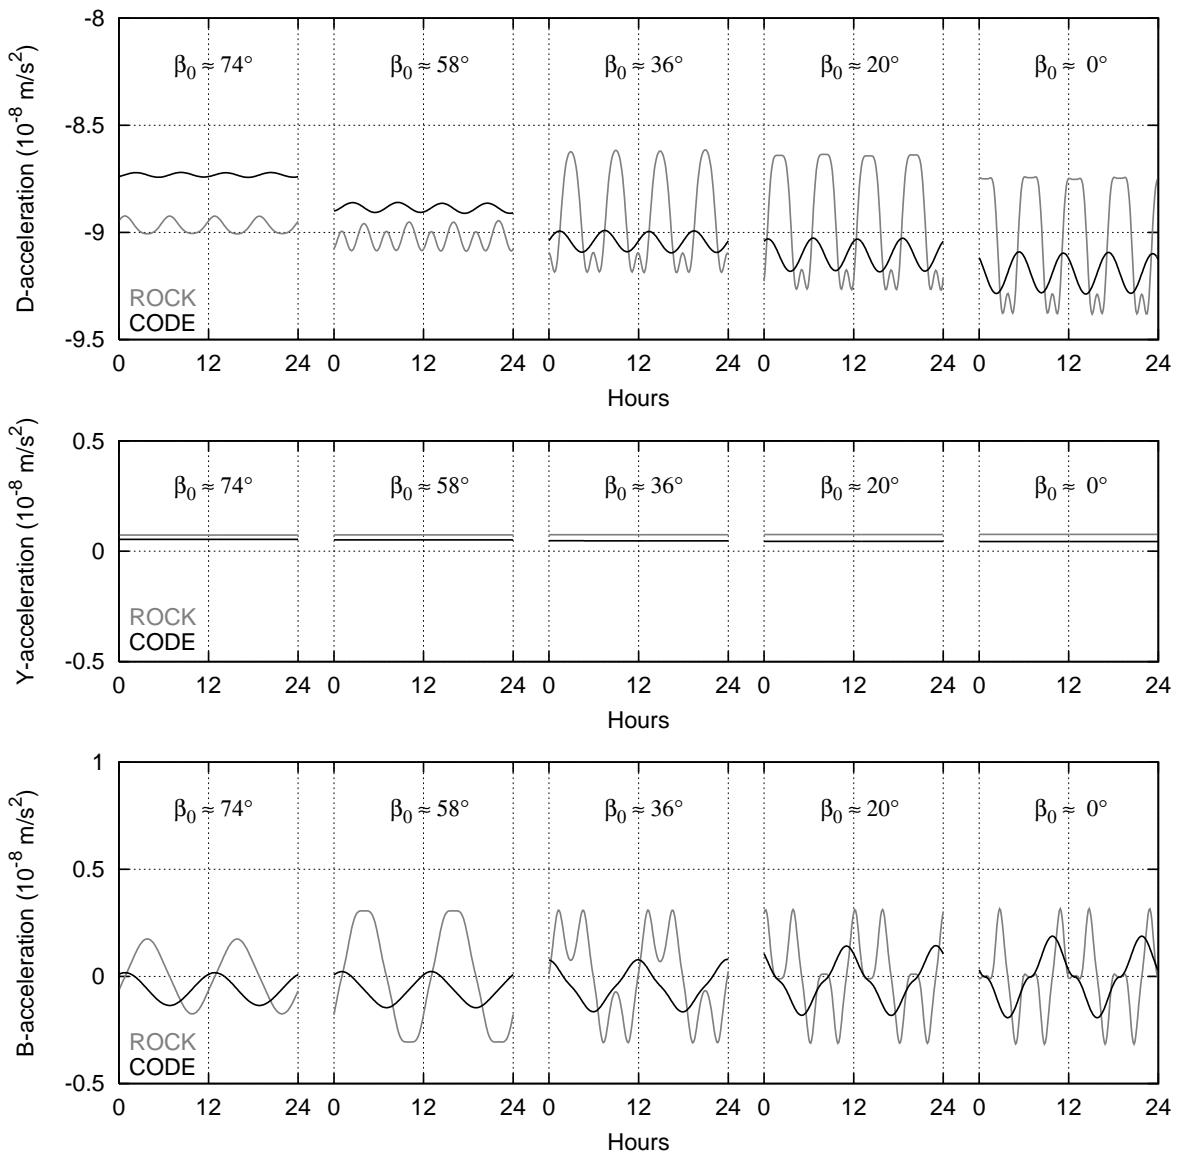 D-acceleration (10⁻⁸ m/s²)
-8
-8.5
-9
-9.5
β₀ ≈ 74° β₀ ≈ 58° β₀ ≈ 36° β₀ ≈ 20° β₀ ≈ 0°
ROCK
CODE
0 12 24 0 12 24 0 12 24 0 12 24 0 12 24
Hours
Y-acceleration (10⁻⁸ m/s²)
0.5
0
-0.5
β₀ ≈ 74° β₀ ≈ 58° β₀ ≈ 36° β₀ ≈ 20° β₀ ≈ 0°
ROCK
CODE
0 12 24 0 12 24 0 12 24 0 12 24 0 12 24
Hours
B-acceleration (10⁻⁸ m/s²)
1
0.5
0
-0.5
β₀ ≈ 74° β₀ ≈ 58° β₀ ≈ 36° β₀ ≈ 20° β₀ ≈ 0°
ROCK
CODE
0 12 24 0 12 24 0 12 24 0 12 24 0 12 24
Hours